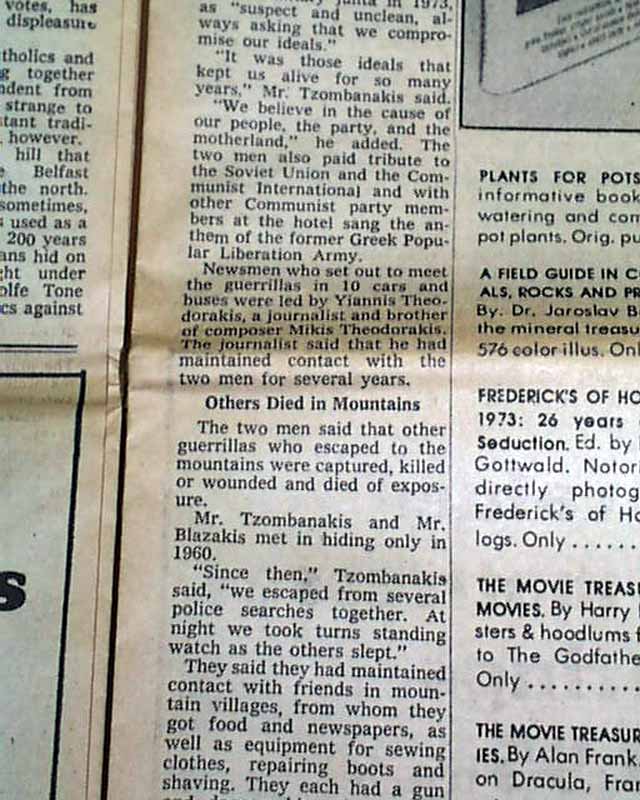 votes, has
displeasure
tholics and
g together
ndent from
strange to
tant tradi-
, however.
hill that
e Belfast
the north.
sometimes,
s used as a
200 years
ans hid on
ght under
olfe Tone
cs against
s
in 1973,
as "suspect and unclean, al-
ways asking that we compro-
mise our ideals."
"It was those ideals that
kept us alive for so many
years," Mr. Tzombanakis said.
"We believe in the cause of
our people, the party, and the
motherland," he added. The
two men also paid tribute to
the Soviet Union and the Com-
munist International and with
other Communist party mem-
bers at the hotel sang the an-
them of the former Greek Popu-
lar Liberation Army.
Newsmen who set out to meet
the guerrillas in 10 cars and
buses were led by Yiannis Theo-
dorakis, a journalist and brother
of composer Mikis Theodorakis.
The journalist said that he had
maintained contact with the
two men for several years.
Others Died in Mountains
The two men said that other
guerrillas who escaped to the
mountains were captured, killed
or wounded and died of expos-
ure.
Mr. Tzombanakis and Mr.
Blazakis met in hiding only in
1960.
"Since then," Tzombanakis
said, "we escaped from several
police searches together. At
night we took turns standing
watch as the others slept."
They said they had maintained
contact with friends in moun-
tain villages, from whom they
got food and newspapers, as
well as equipment for sewing
clothes, repairing boots and
shaving. They each had a gun
PLANTS FOR POTS
informative book
watering and con
pot plants. Orig. pu
A FIELD GUIDE IN C
ALS, ROCKS AND PR
By. Dr. Jaroslav B
the mineral treasu
576 color illus. Onl
FREDERICK'S OF HO
1973: 26 years
Seduction. Ed. by
Gottwald. Notor
directly photog
Frederick's of Ho
logs. Only ......
THE MOVIE TREASU
MOVIES. By Harry
sters & hoodlums f
to The Godfathe
Only ..........
THE MOVIE TREASUR
IES. By Alan Frank.
on Dracula, Fra